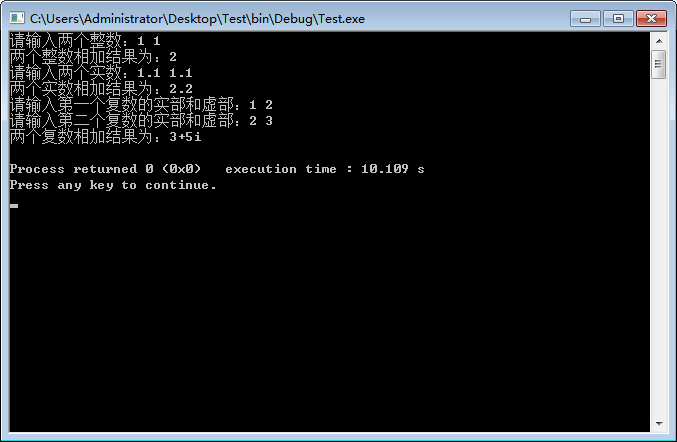 C:\Users\Administrator\Desktop\Test\bin\Debug\Test.exe
请输入两个整数：1 1
两个整数相加结果为：2
请输入两个实数：1.1 1.1
两个实数相加结果为：2.2
请输入第一个复数的实部和虚部：1 2
请输入第二个复数的实部和虚部：2 3
两个复数相加结果为：3+5i
Process returned 0 (0x0)   execution time : 10.109 s
Press any key to continue.